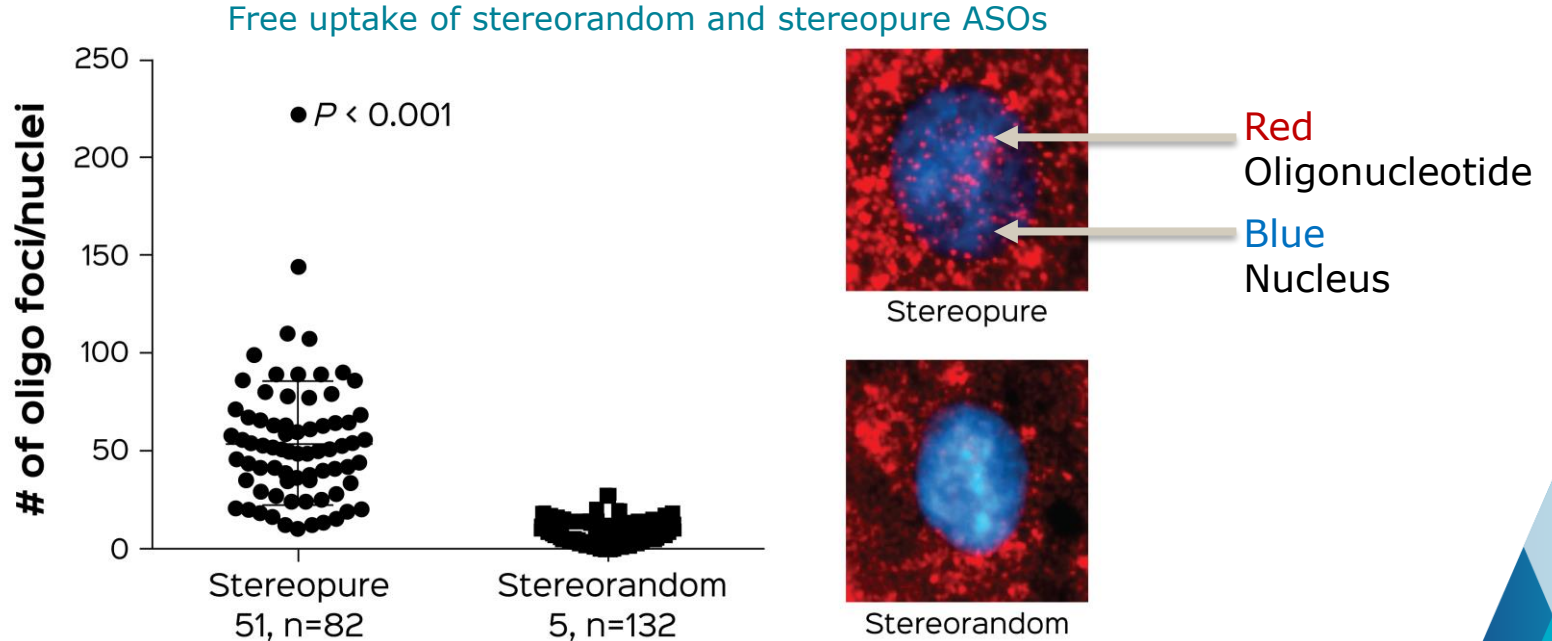 Free uptake of stereorandom and stereopure ASOs
# of oligo foci/nuclei
250
200
150
100
50
0
P < 0.001
Stereopure
51, n=82
Stereorandom
5, n=132
Stereopure
Stereorandom
Red
Oligonucleotide
Blue
Nucleus